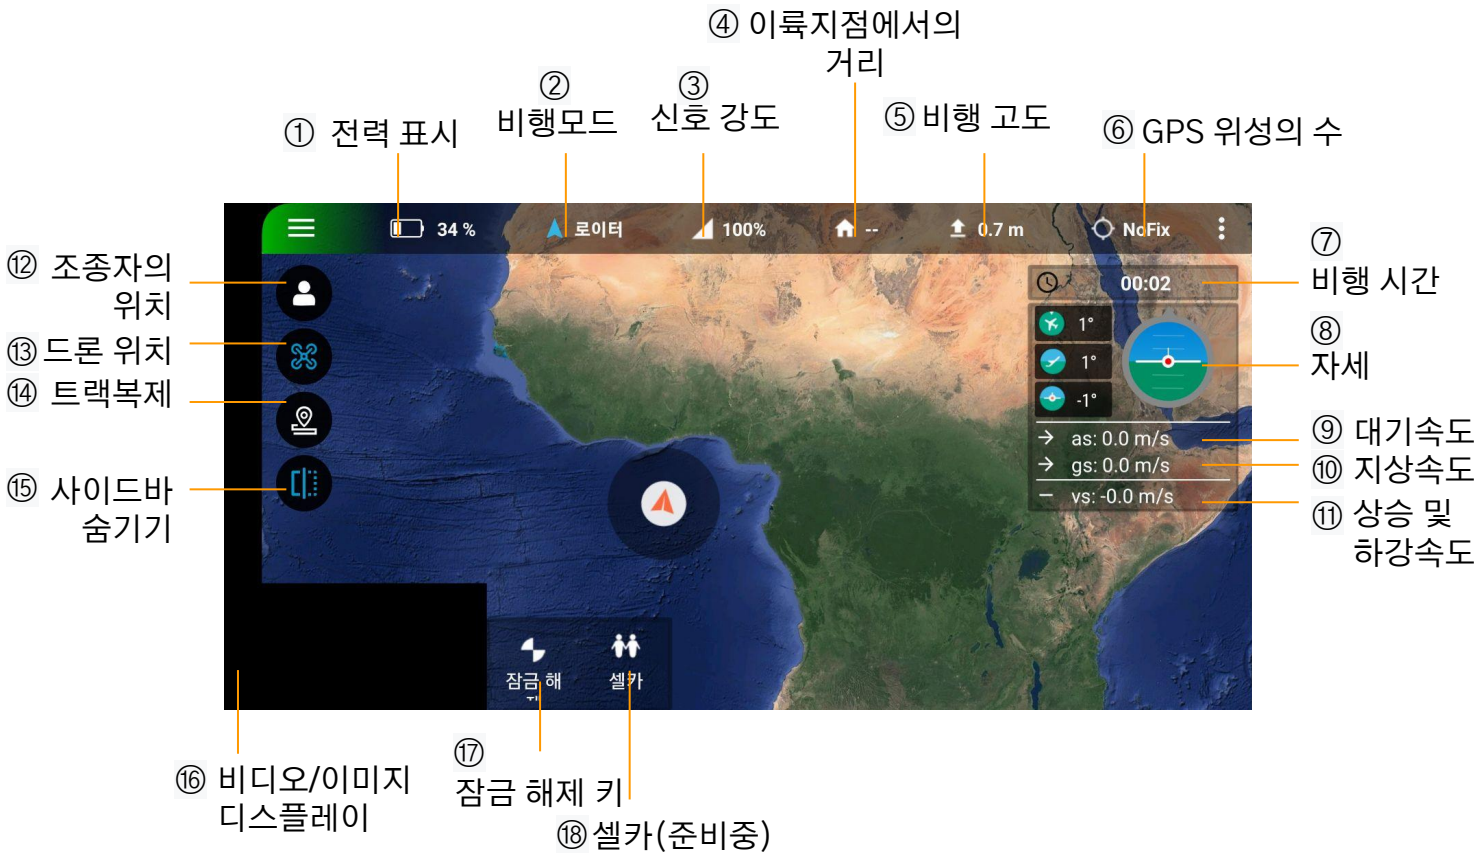 ④ 이륙지점에서의
거리
② 
비행모드
③
신호 강도
① 전력 표시
⑤ 비행 고도
⑥ GPS 위성의 수
34 %
로이터
100%
--
0.7 m
NoFix
⑫ 조종자의
위치
⑬ 드론 위치
⑭ 트랙복제
⑮ 사이드바
숨기기
00:02
1°
1°
-1°
as: 0.0 m/s
gs: 0.0 m/s
vs: -0.0 m/s
⑦
비행 시간
⑧
자세
⑨ 대기속도
⑩ 지상속도
⑪ 상승 및
하강속도
잠금 해
셀카
⑯ 비디오/이미지
디스플레이
⑰
잠금 해제 키
⑱ 셀카(준비중)